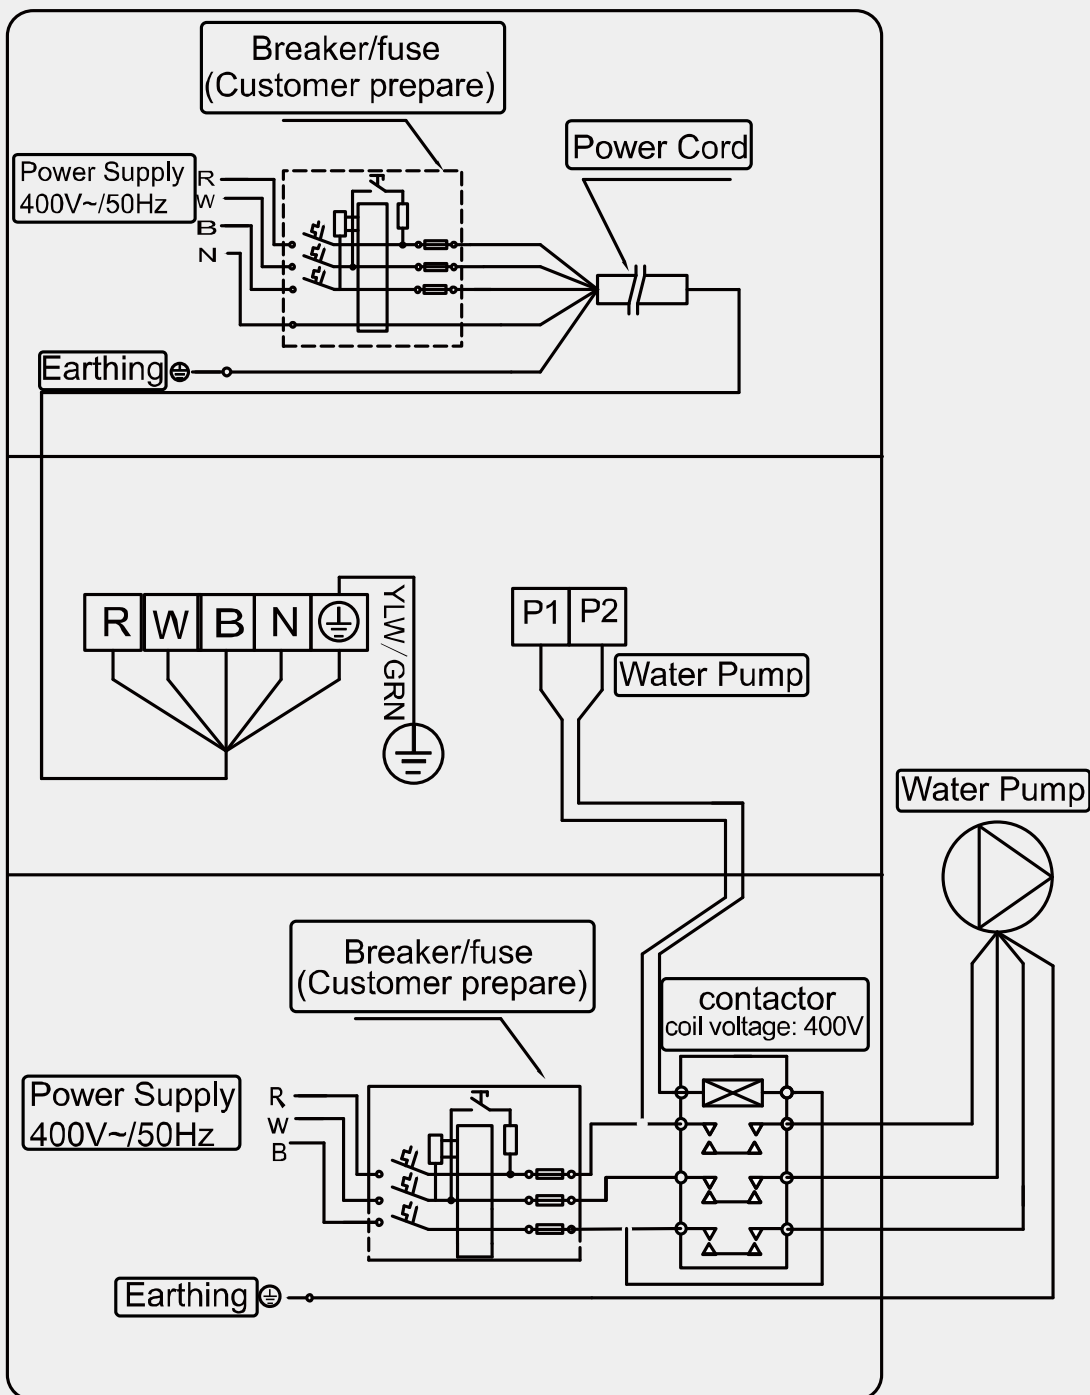 Breaker/fuse
(Customer prepare)
Power Cord
Power Supply
400V~/50Hz
R
W
B
N
Earthing
R W B N
YLW/GRN
P1 P2
Water Pump
Water Pump
Breaker/fuse
(Customer prepare)
contactor
coil voltage: 400V
Power Supply
400V~/50Hz
R
W
B
Earthing